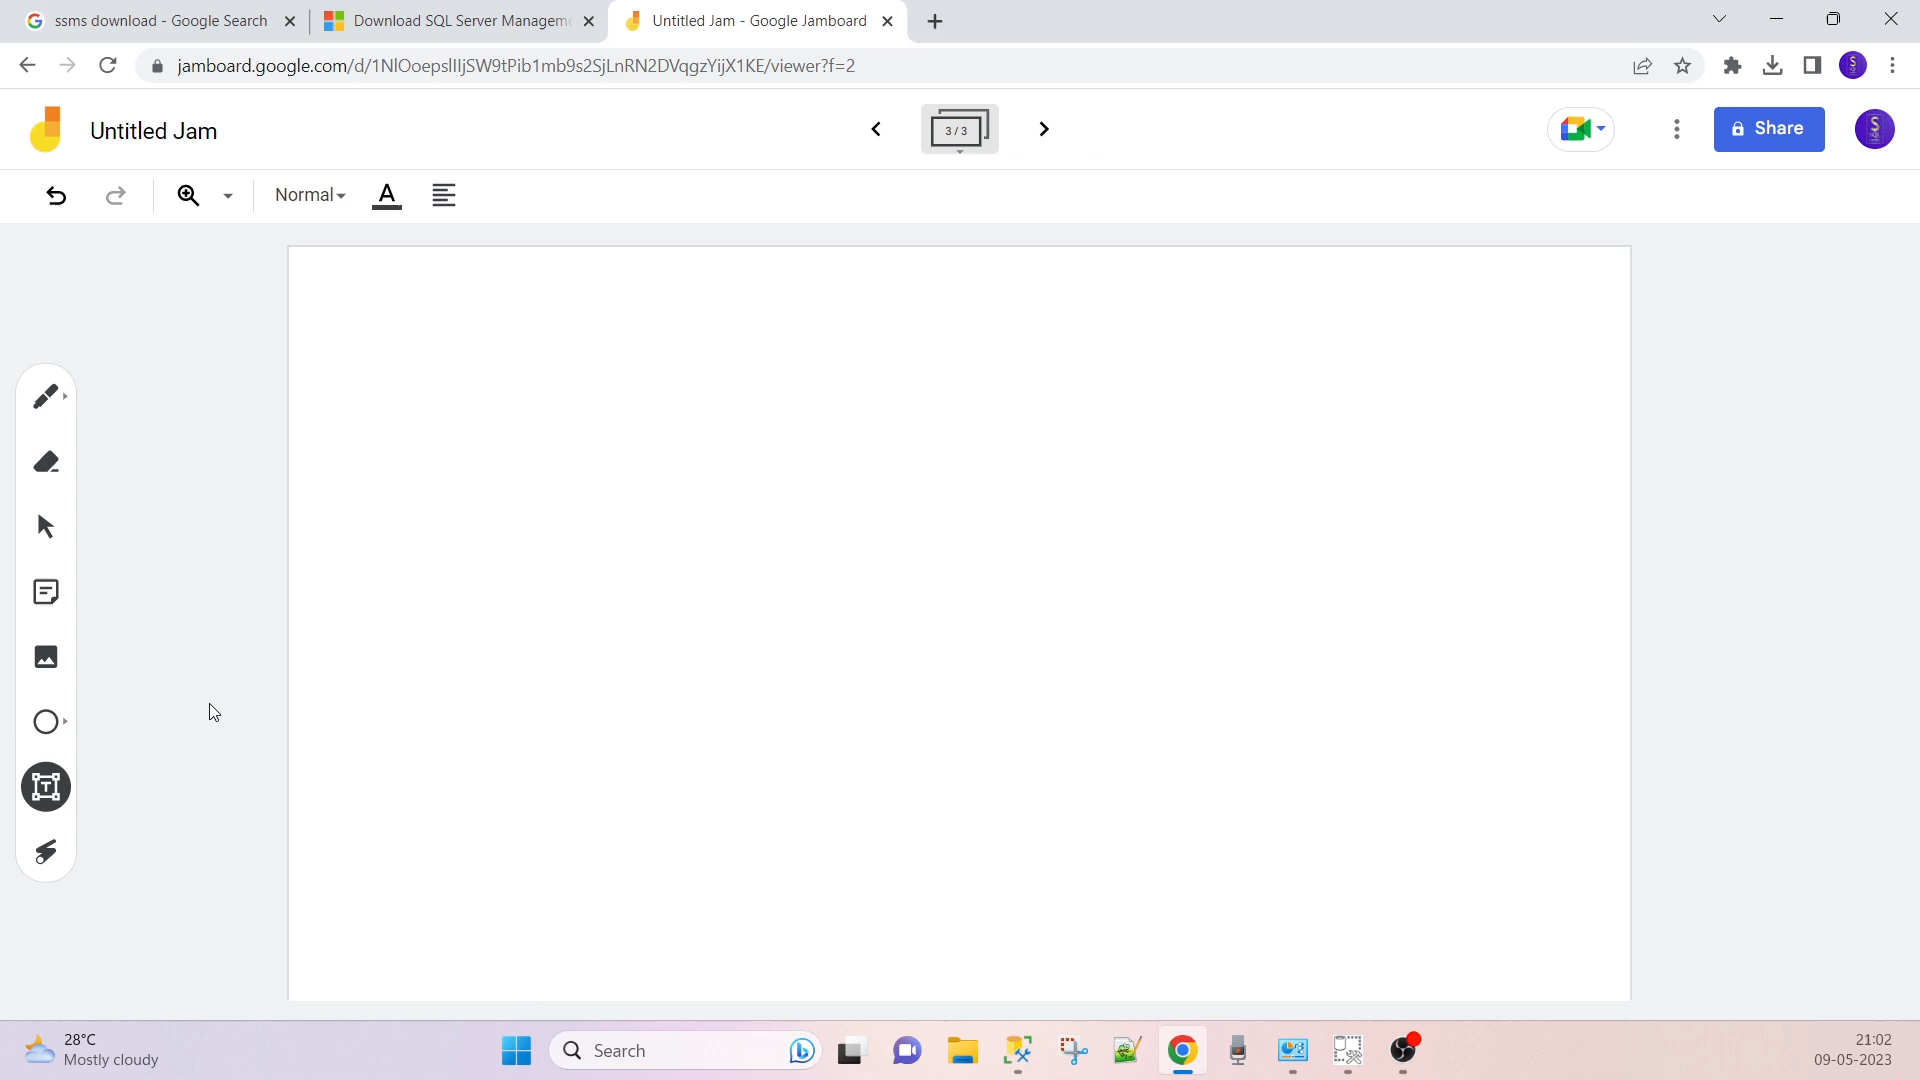 ssms download - Google Search
Download SQL Server Managem
Untitled Jam - Google Jamboard
jamboard.google.com/d/1NlOoepslIIjSW9tPib1mb9s2SjLnRN2DVqgzYijX1KE/viewer?f=2
Untitled Jam
3 / 3
Share
Normal
28°C
Mostly cloudy
Search
21:02
09-05-2023